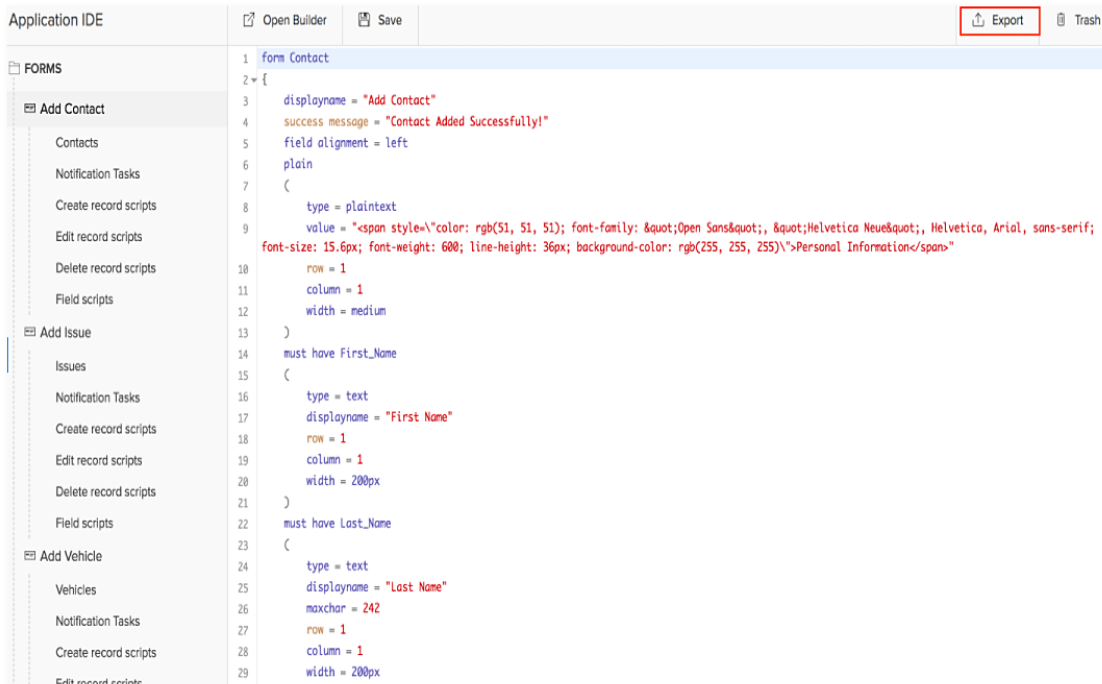 Application IDE
Open Builder
Save
Export
Trash
FORMS
Add Contact
Contacts
Notification Tasks
Create record scripts
Edit record scripts
Delete record scripts
Field scripts
Add Issue
Issues
Notification Tasks
Create record scripts
Edit record scripts
Delete record scripts
Field scripts
Add Vehicle
Vehicles
Notification Tasks
Create record scripts
Edit record scripts
1 form Contact
2 {
3 displayname = "Add Contact"
4 success message = "Contact Added Successfully!"
5 field alignment = left
6 plain
7 (
8 type = plaintext
9 value = "<span style=\"color: rgb(51, 51, 51); font-family: &quot;Open Sans&quot;, &quot;Helvetica Neue&quot;, Helvetica, Arial, sans-serif;
font-size: 15.6px; font-weight: 600; line-height: 36px; background-color: rgb(255, 255, 255)\">Personal Information</span>"
10 row = 1
11 column = 1
12 width = medium
13 )
14 must have First_Name
15 (
16 type = text
17 displayname = "First Name"
18 row = 1
19 column = 1
20 width = 200px
21 )
22 must have Last_Name
23 (
24 type = text
25 displayname = "Last Name"
26 maxchar = 242
27 row = 1
28 column = 1
29 width = 200px